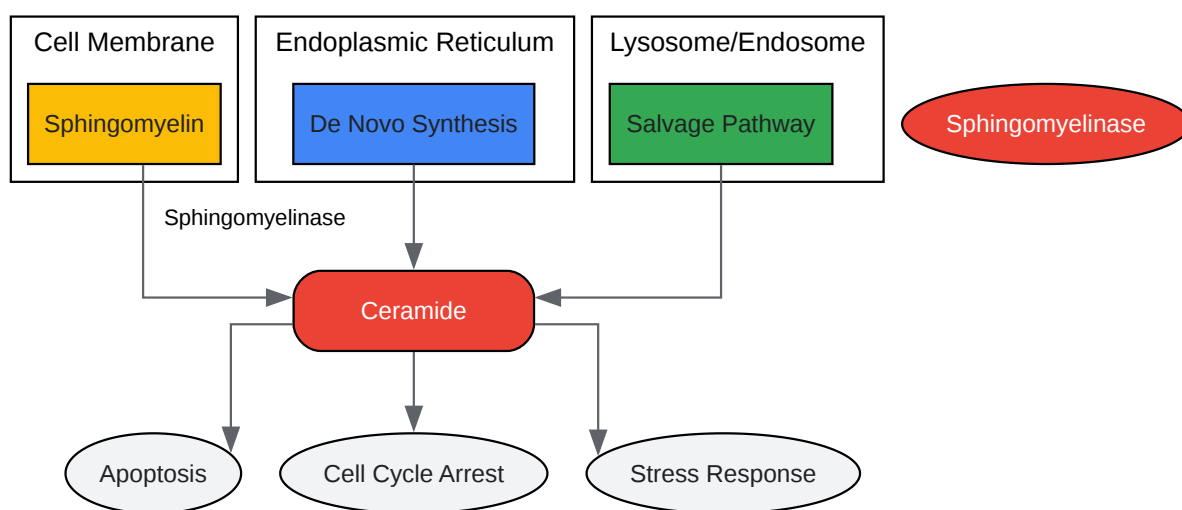 Cell Membrane
Endoplasmic Reticulum
Lysosome/Endosome
Sphingomyelin
De Novo Synthesis
Salvage Pathway
Sphingomyelinase
Sphingomyelinase
Ceramide
Apoptosis
Cell Cycle Arrest
Stress Response